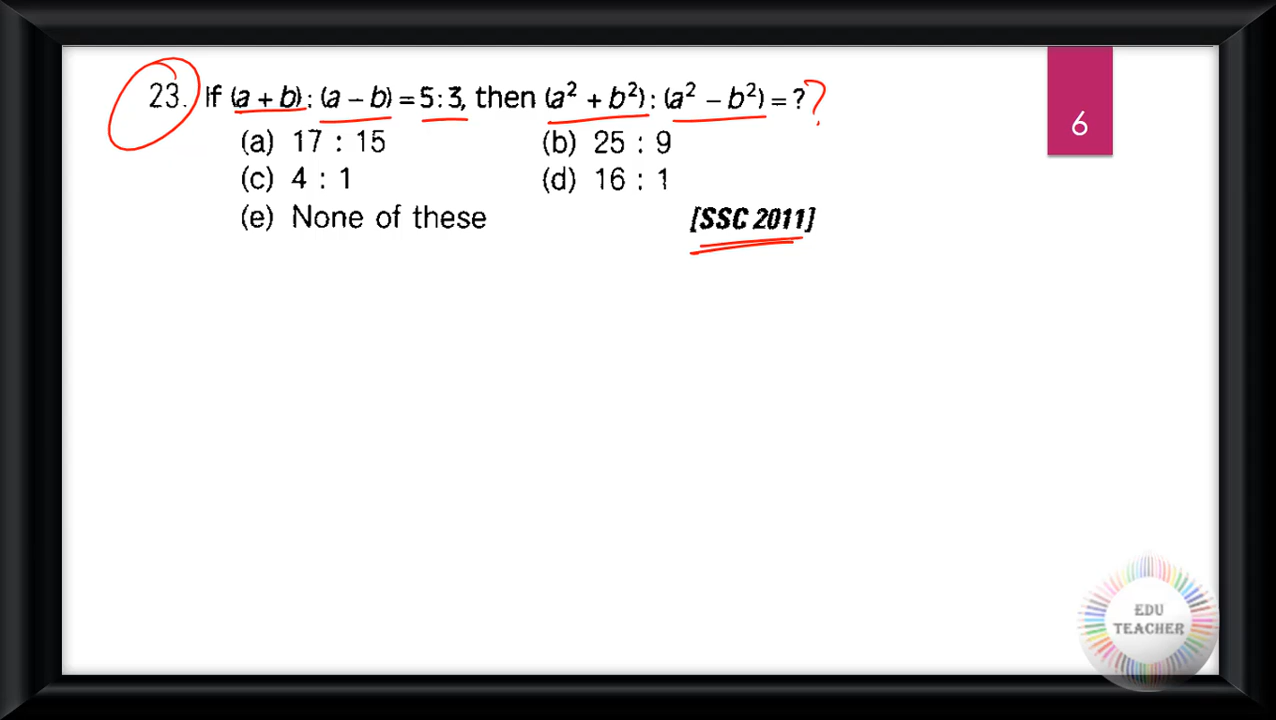 23. If (a + b) : (a − b) = 5 : 3, then (a² + b²) : (a² − b²) = ? ?
(a) 17 : 15 (b) 25 : 9
(c) 4 : 1 (d) 16 : 1
(e) None of these [SSC 2011]
6
EDU
TEACHER